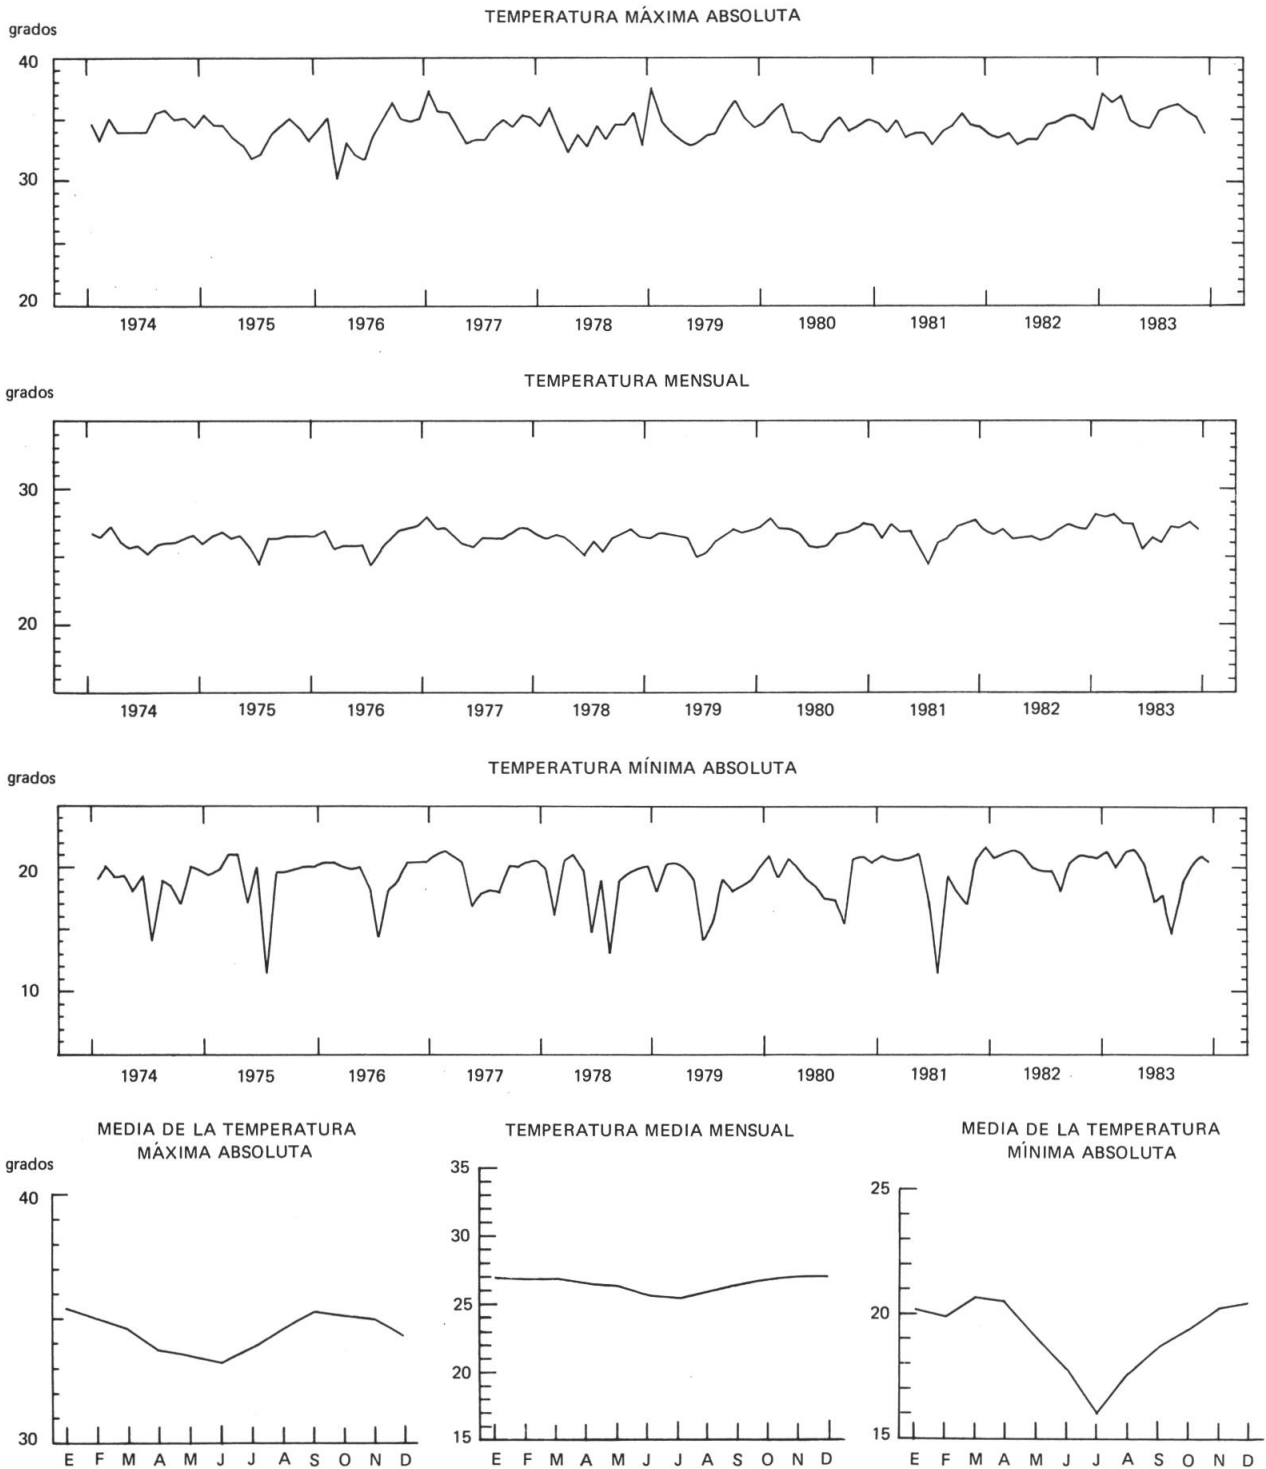 TEMPERATURA MÁXIMA ABSOLUTA
grados
40
30
20
1974 1975 1976 1977 1978 1979 1980 1981 1982 1983
TEMPERATURA MENSUAL
grados
30
20
1974 1975 1976 1977 1978 1979 1980 1981 1982 1983
TEMPERATURA MÍNIMA ABSOLUTA
grados
20
10
1974 1975 1976 1977 1978 1979 1980 1981 1982 1983
MEDIA DE LA TEMPERATURA
MÁXIMA ABSOLUTA
grados
40
30
E F M A M J J A S O N D
TEMPERATURA MEDIA MENSUAL
35
30
25
20
15
E F M A M J J A S O N D
MEDIA DE LA TEMPERATURA
MÍNIMA ABSOLUTA
25
20
15
E F M A M J J A S O N D